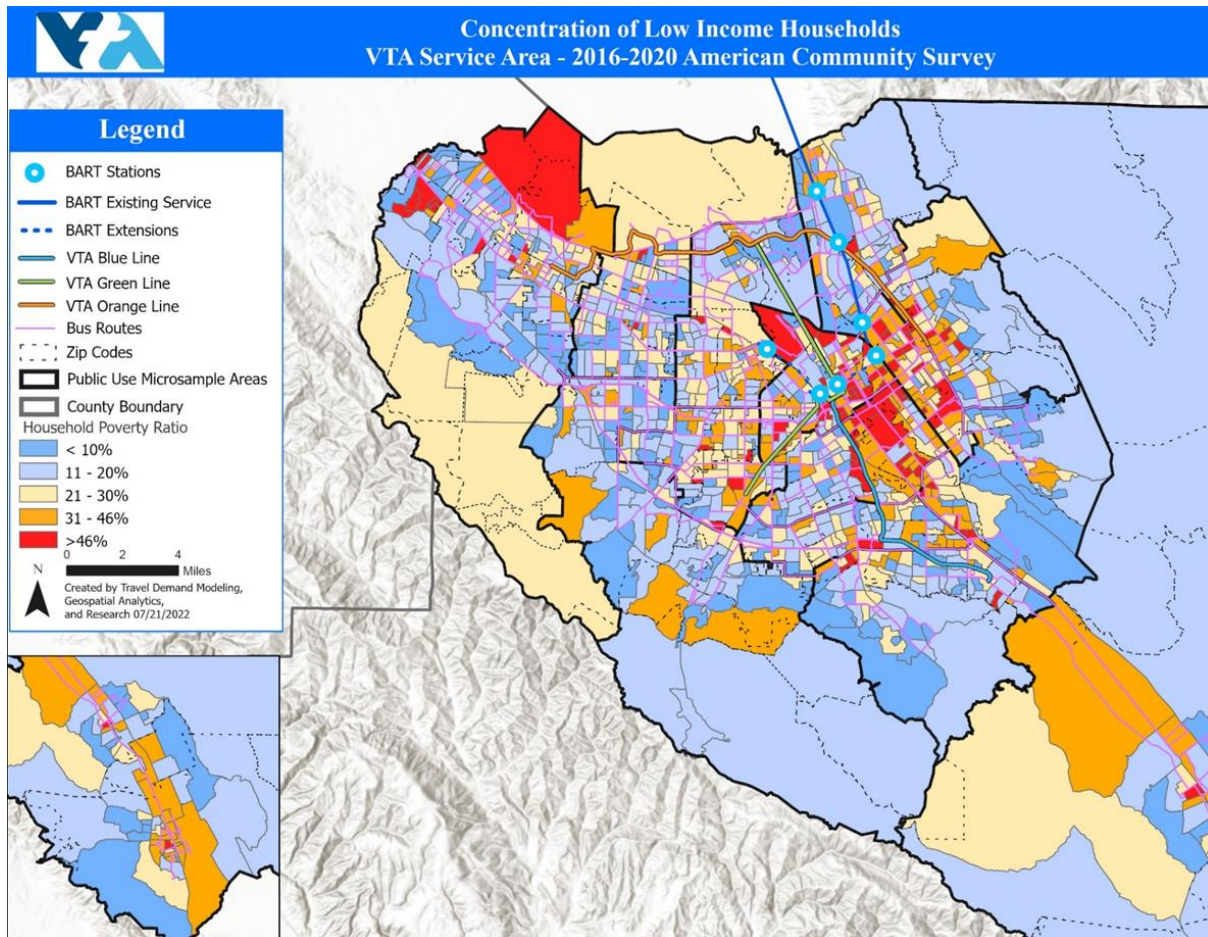 VTA
Concentration of Low Income Households
VTA Service Area - 2016-2020 American Community Survey
Legend
BART Stations
BART Existing Service
BART Extensions
VTA Blue Line
VTA Green Line
VTA Orange Line
Bus Routes
Zip Codes
Public Use Microsample Areas
County Boundary
Household Poverty Ratio
< 10%
11 - 20%
21 - 30%
31 - 46%
>46%
0 2 4
Miles
N
Created by Travel Demand Modeling,
Geospatial Analytics,
and Research 07/21/2022